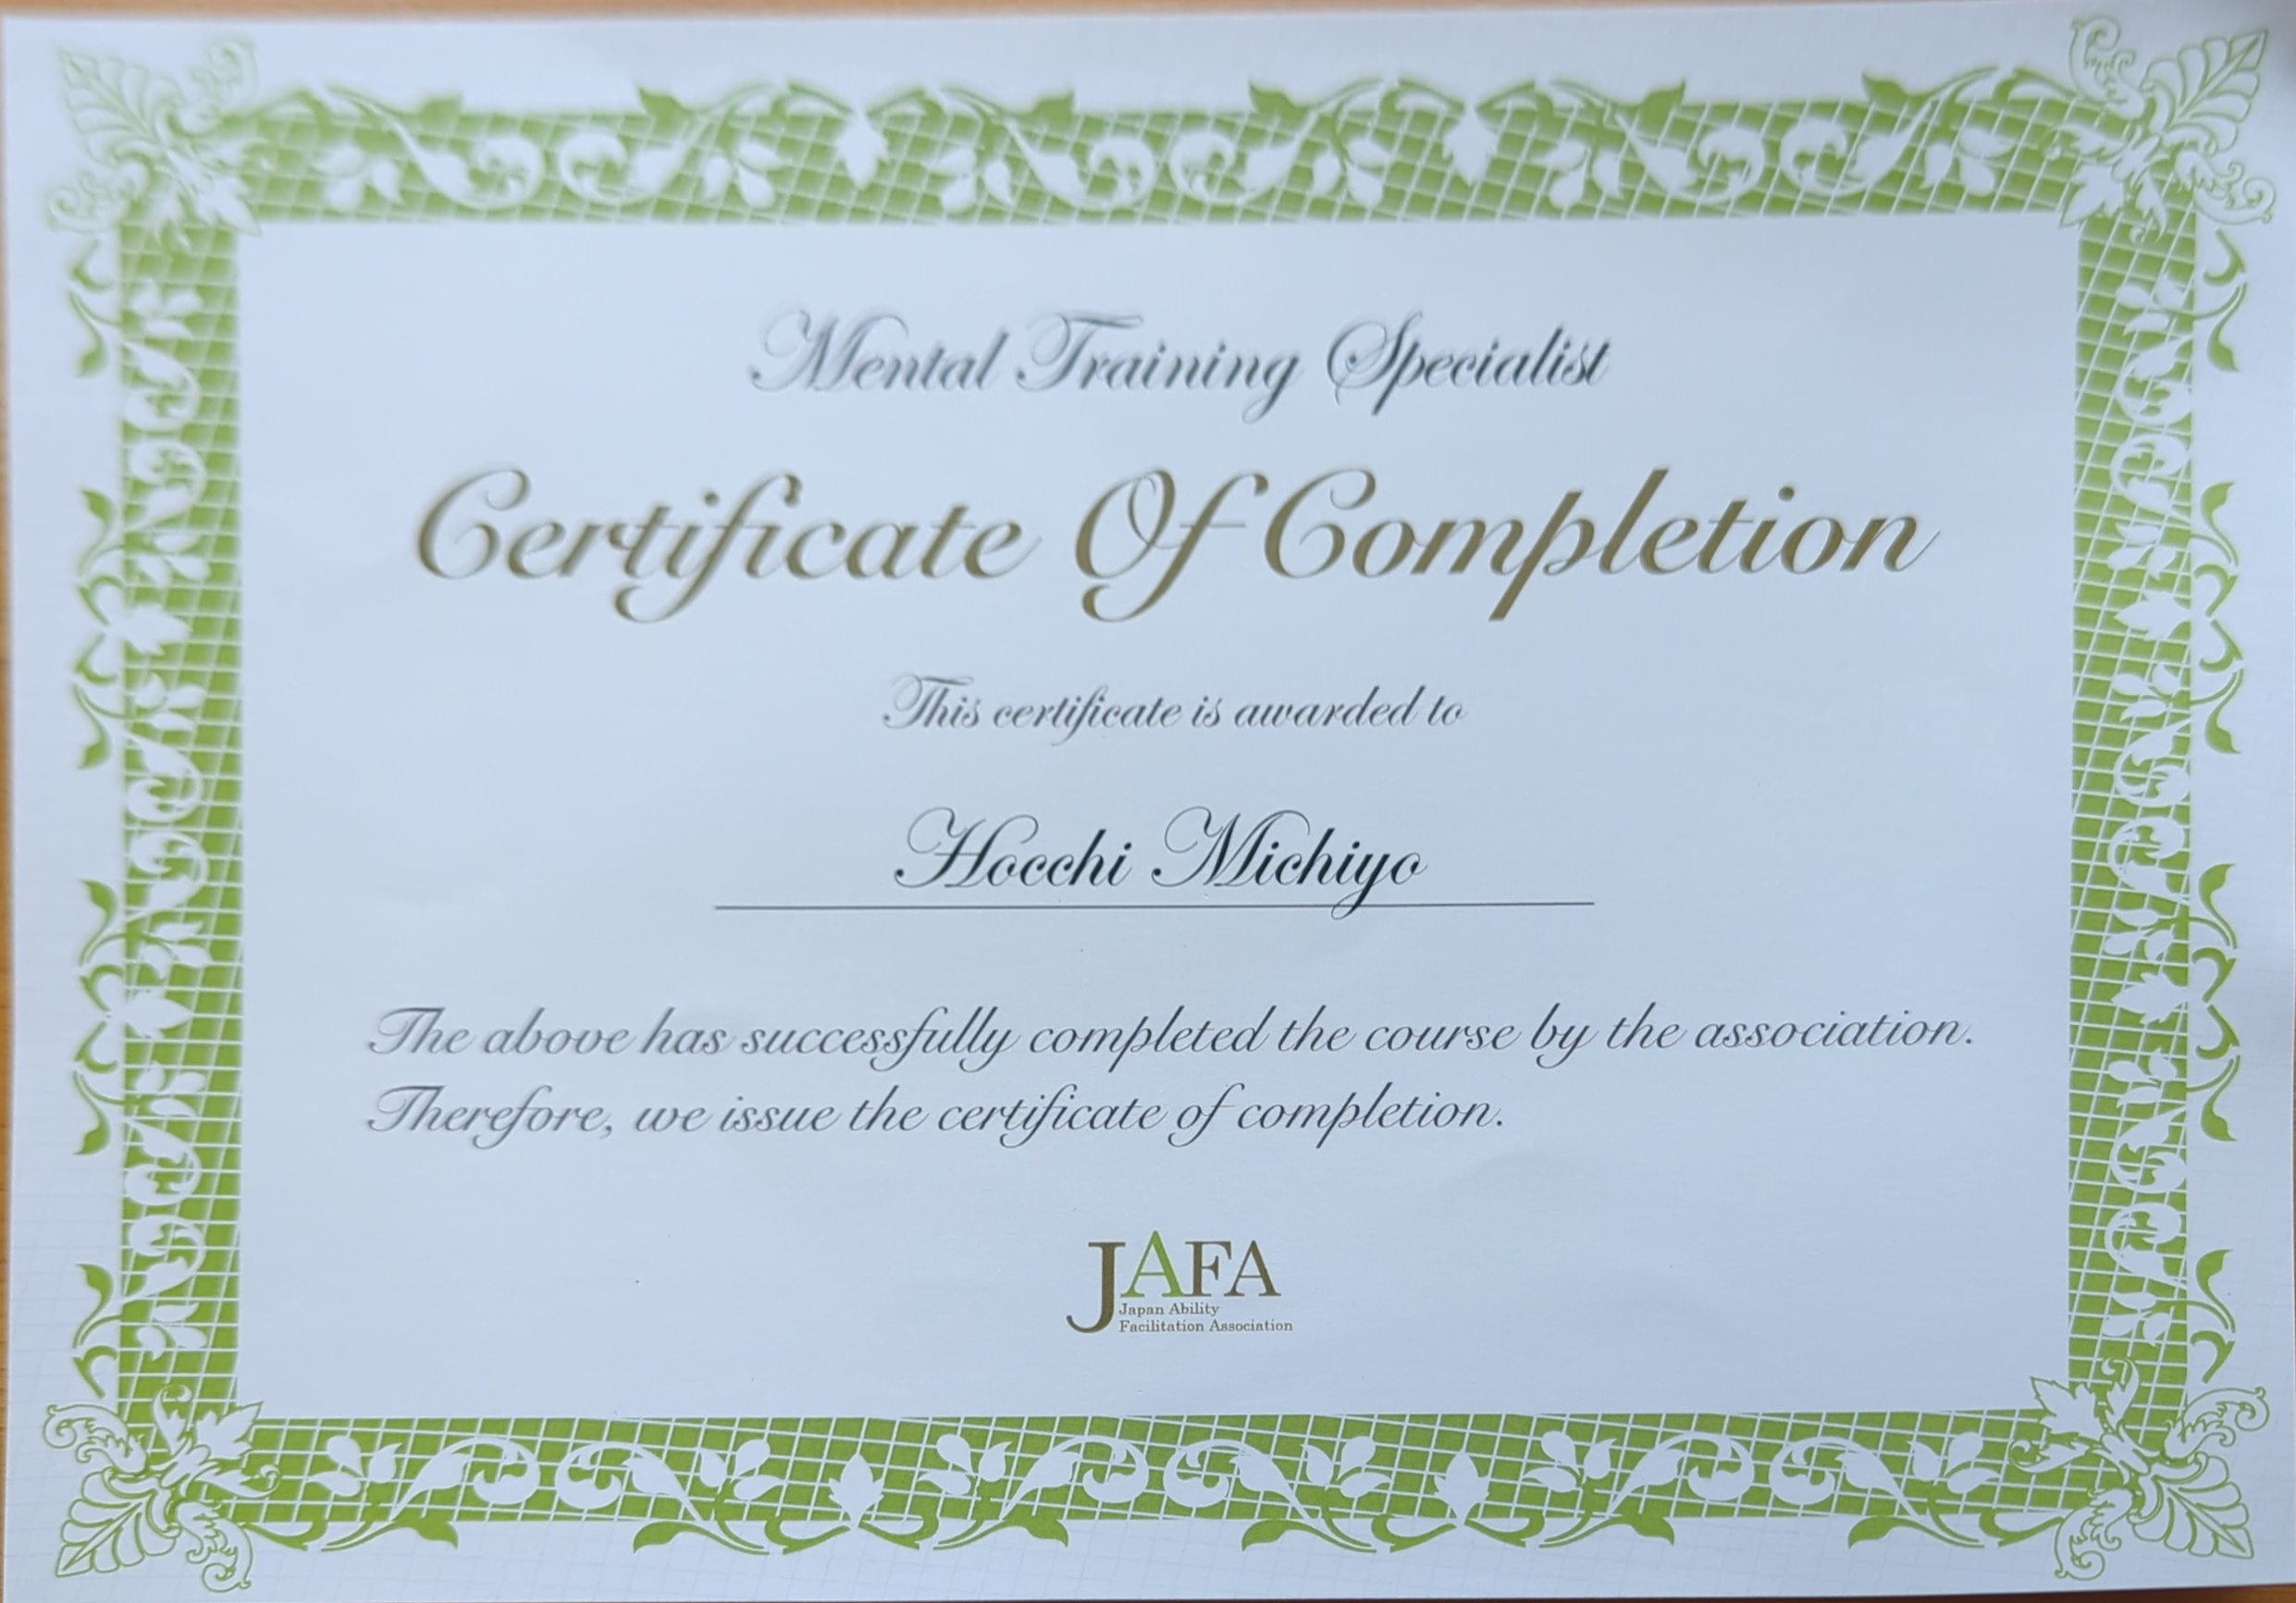 Mental Training Specialist
Certificate Of Completion
This certificate is awarded to
Hocchi Michiyo
The above has successfully completed the course by the association.
Therefore, we issue the certificate of completion.
JAFA
Japan Ability
Facilitation Association